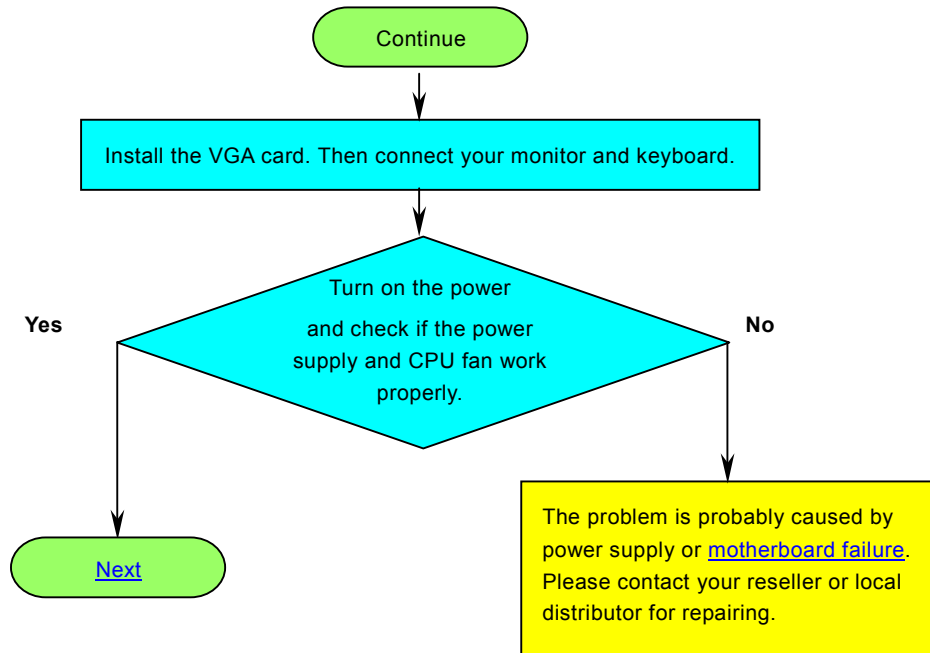 Continue
Install the VGA card. Then connect your monitor and keyboard.
Turn on the power
and check if the power
supply and CPU fan work
properly.
Yes
No
Next
The problem is probably caused by
power supply or motherboard failure.
Please contact your reseller or local
distributor for repairing.